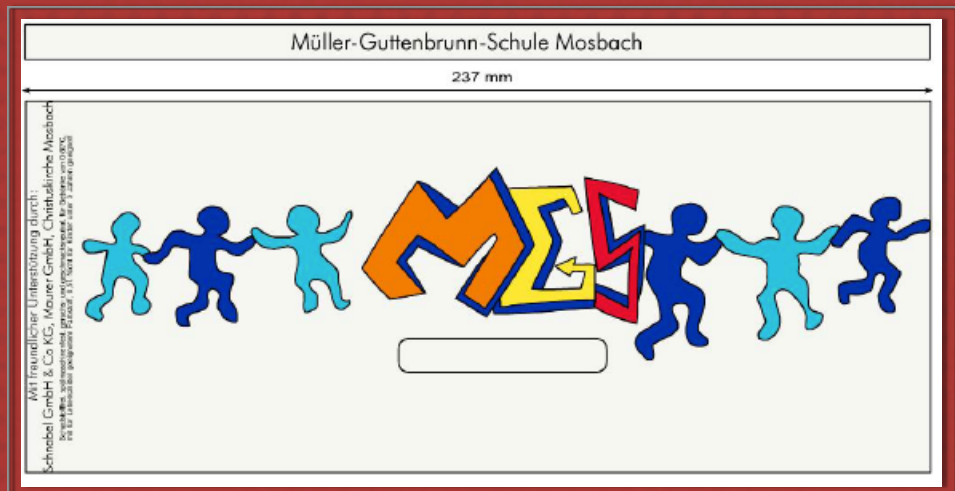 Müller-Guttenbrunn-Schule Mosbach
237 mm
Mit freundlicher Unterstützung durch:
Schnabel GmbH & Co KG, Maurer GmbH, Christuskirche Mosbach
MGS